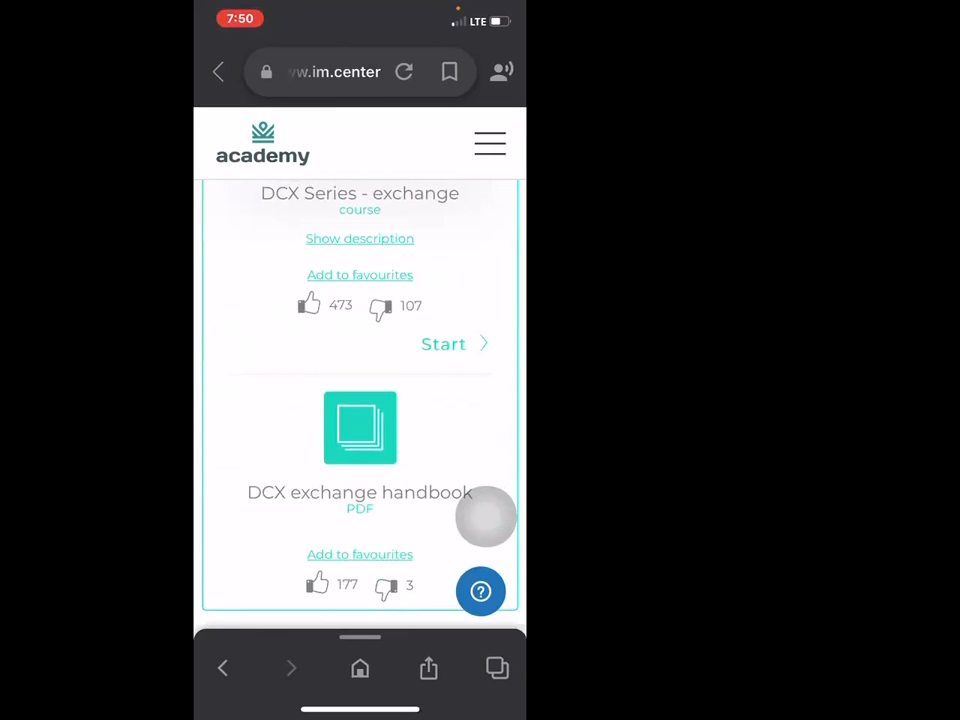 7:50
LTE
w.im.center
academy
DCX Series - exchange
course
Show description
Add to favourites
473
107
Start
DCX exchange handbook
PDF
Add to favourites
177
3